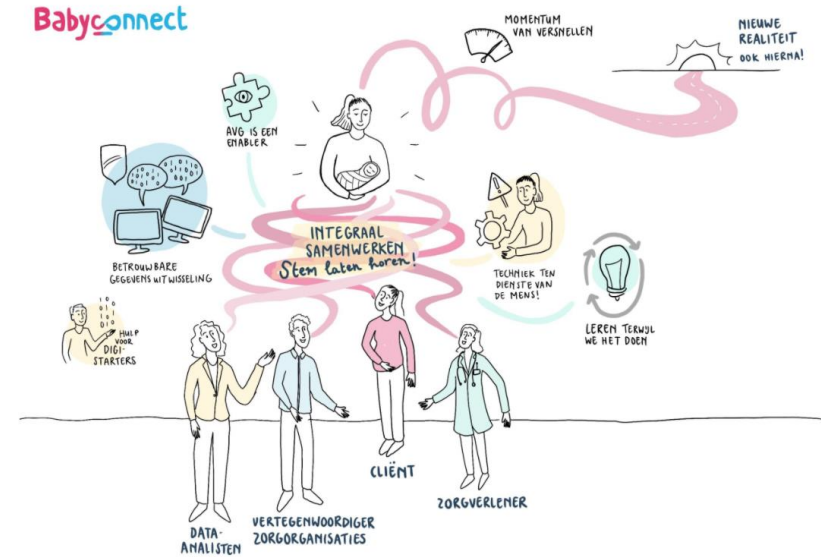 Babyconnect
MOMENTUM
VAN VERSNELLEN
NIEUWE
REALITEIT
OOK HIERNA!
AVG IS EEN
ENABLER
INTEGRAAL
SAMENWERKEN
Stem laten horen!
BETROUWBARE
GEGEVENS UITWISSELING
TECHNIEK TEN
DIENSTE VAN
DE MENS!
HULP
VOOR
DIGI-
STARTERS
LEREN TERWIJL
WE HET DOEN
CLIËNT
ZORGVERLENER
VERTEGENWOORDIGER
ZORGORGANISATIES
DATA-
ANALISTEN